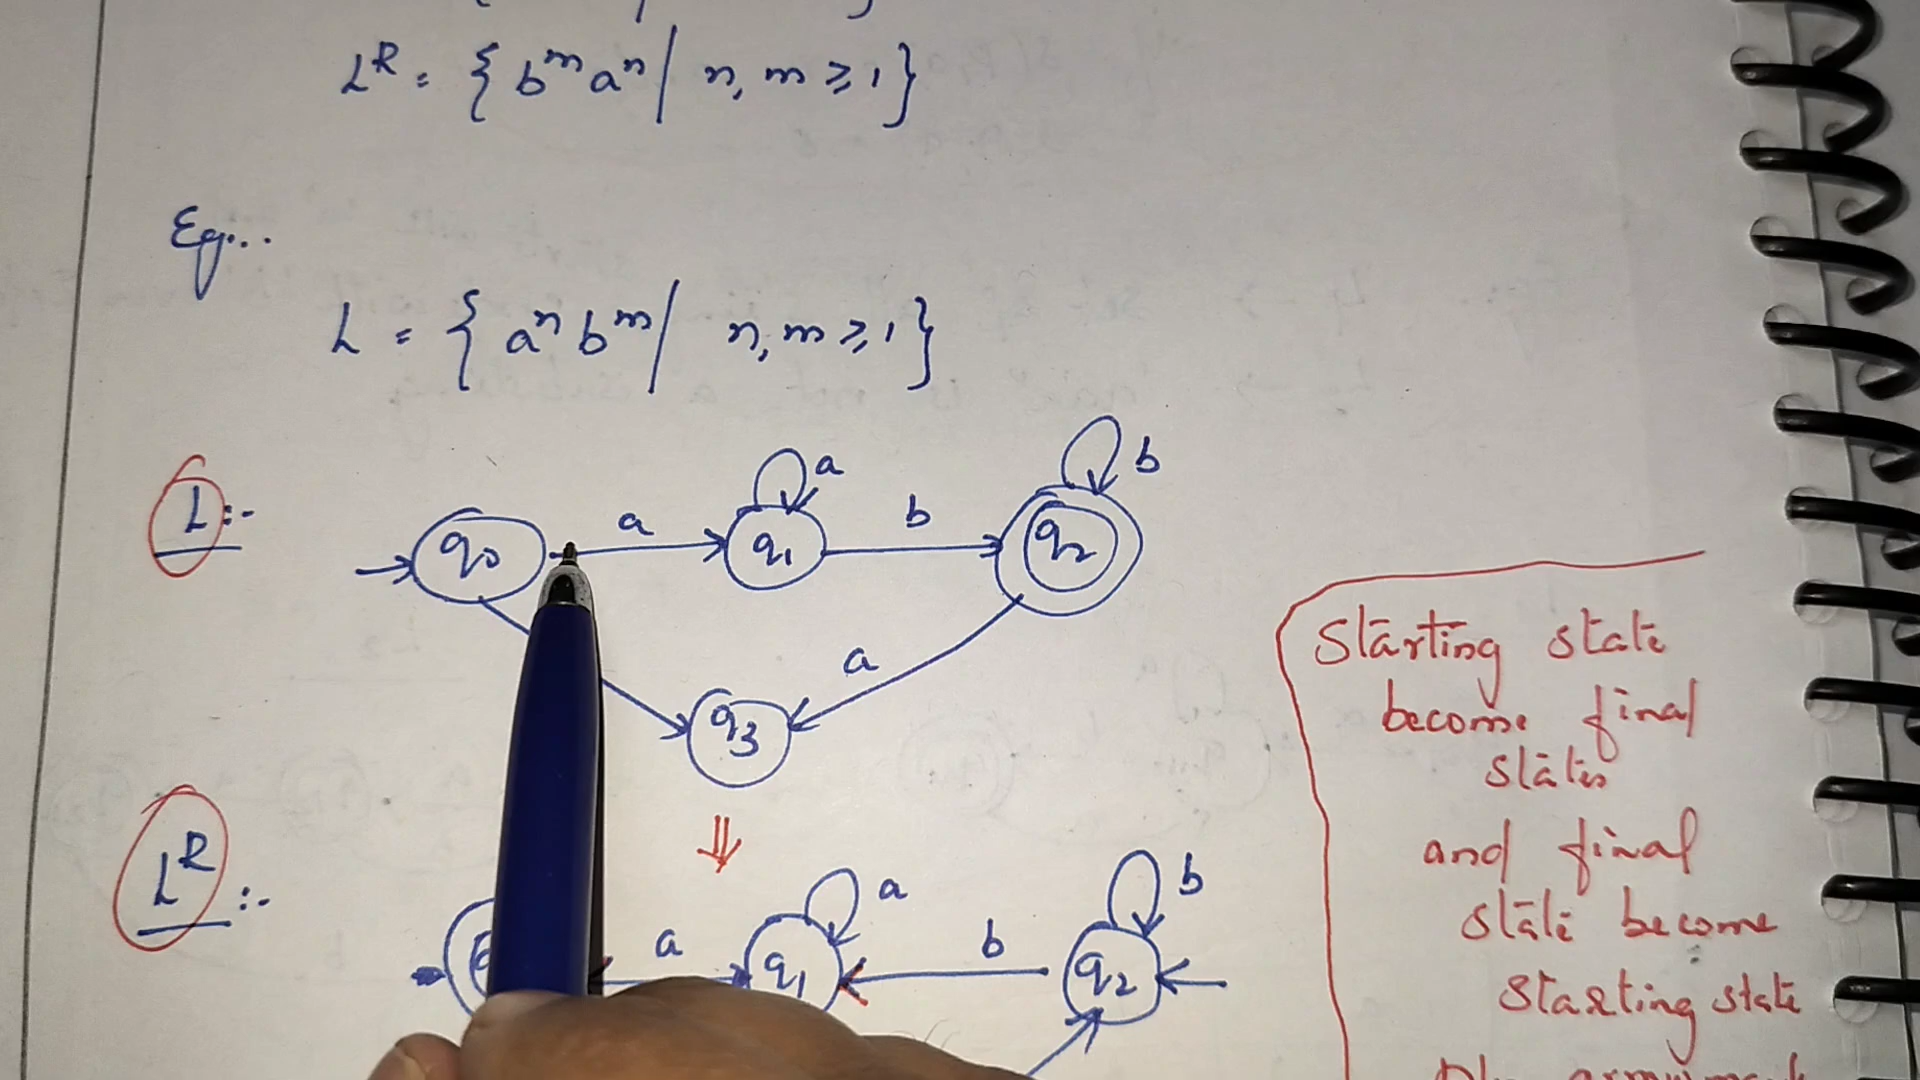 L^R = { b^m a^n | n, m ≥ 1 }
Eg:..
L = { a^n b^m | n, m ≥ 1 }
L :-
a
b
a
b
q0
q1
q2
a
q3
⇓
L^R :-
a
b
a
b
q1
q2
Starting state
become final
states
and final
state become
starting state